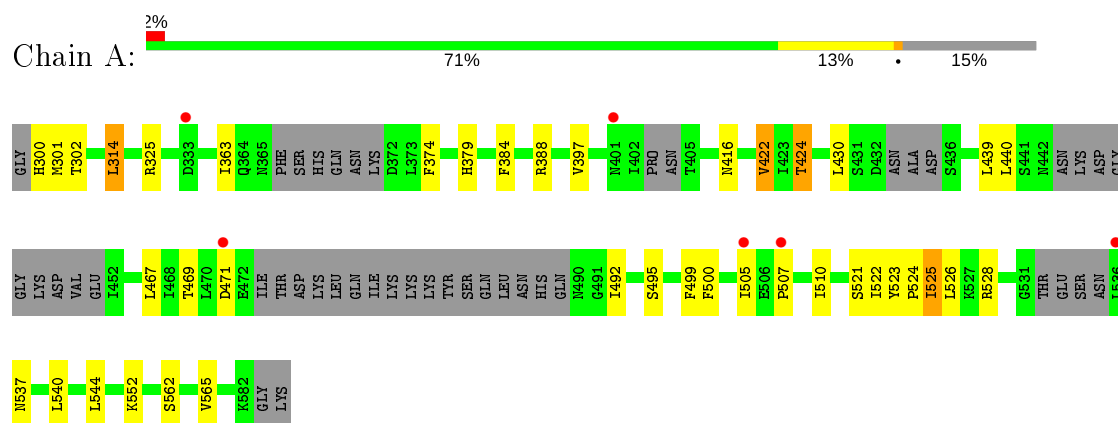 2%
Chain A:
71% 13% • 15%
GLY H300 M301 T302 L314 R325 D333 I363 Q364 N365 PHE SER HIS GLN ASN LYS D372 L373 F374 H379 F384 R388 V397 N401 I402 PRO ASN T405 N416 V422 I423 T424 L430 S431 D432 ASN ALA ASP S436 L439 L440 S441 N442 ASN LYS ASP GLY
GLY LYS ASP VAL GLU I452 L467 I468 T469 L470 D471 E472 ILE THR ASP LYS LEU GLN ILE LYS LYS LYS TYR SER GLN LEU ASN HIS GLN N490 G491 I492 S495 F499 F500 I505 E506 P507 I510 S521 I522 Y523 P524 I525 L526 K527 R528 G531 THR GLU SER ASN L536
N537 L540 L544 K552 S562 V565 K582 GLY LYS